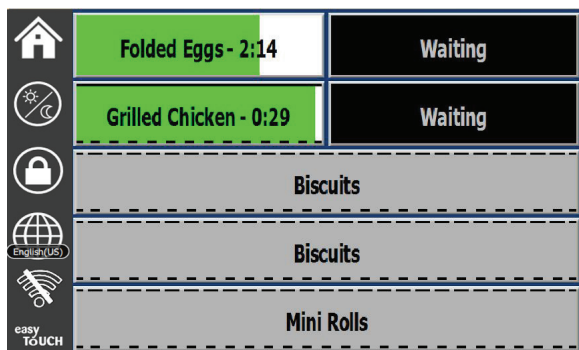 Folded Eggs - 2:14
Waiting
Grilled Chicken - 0:29
Waiting
Biscuits
English(US)
Biscuits
Mini Rolls
easy
TOUCH